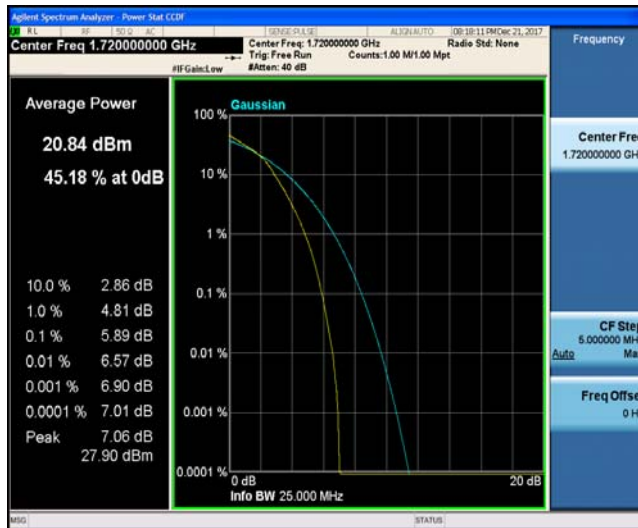 Agilent Spectrum Analyzer - Power Stat CCDF
RL RF 50 Ω AC SENSE:PULSE ALIGN AUTO 08:18:11 PM Dec 21, 2017
Center Freq 1.720000000 GHz
Center Freq: 1.720000000 GHz Radio Std: None
Trig: Free Run Counts:1.00 M/1.00 Mpt
#IFGain:Low #Atten: 40 dB
Frequency
Average Power
20.84 dBm
45.18 % at 0dB
10.0 % 2.86 dB
1.0 % 4.81 dB
0.1 % 5.89 dB
0.01 % 6.57 dB
0.001 % 6.90 dB
0.0001 % 7.01 dB
Peak 7.06 dB
27.90 dBm
Gaussian
100 %
10 %
1 %
0.1 %
0.01 %
0.001 %
0.0001 %
0 dB 20 dB
Info BW 25.000 MHz
Center Fre
1.720000000 GH
CF Ste
5.000000 MH
Auto Ma
Freq Offse
0 H
MSG STATUS